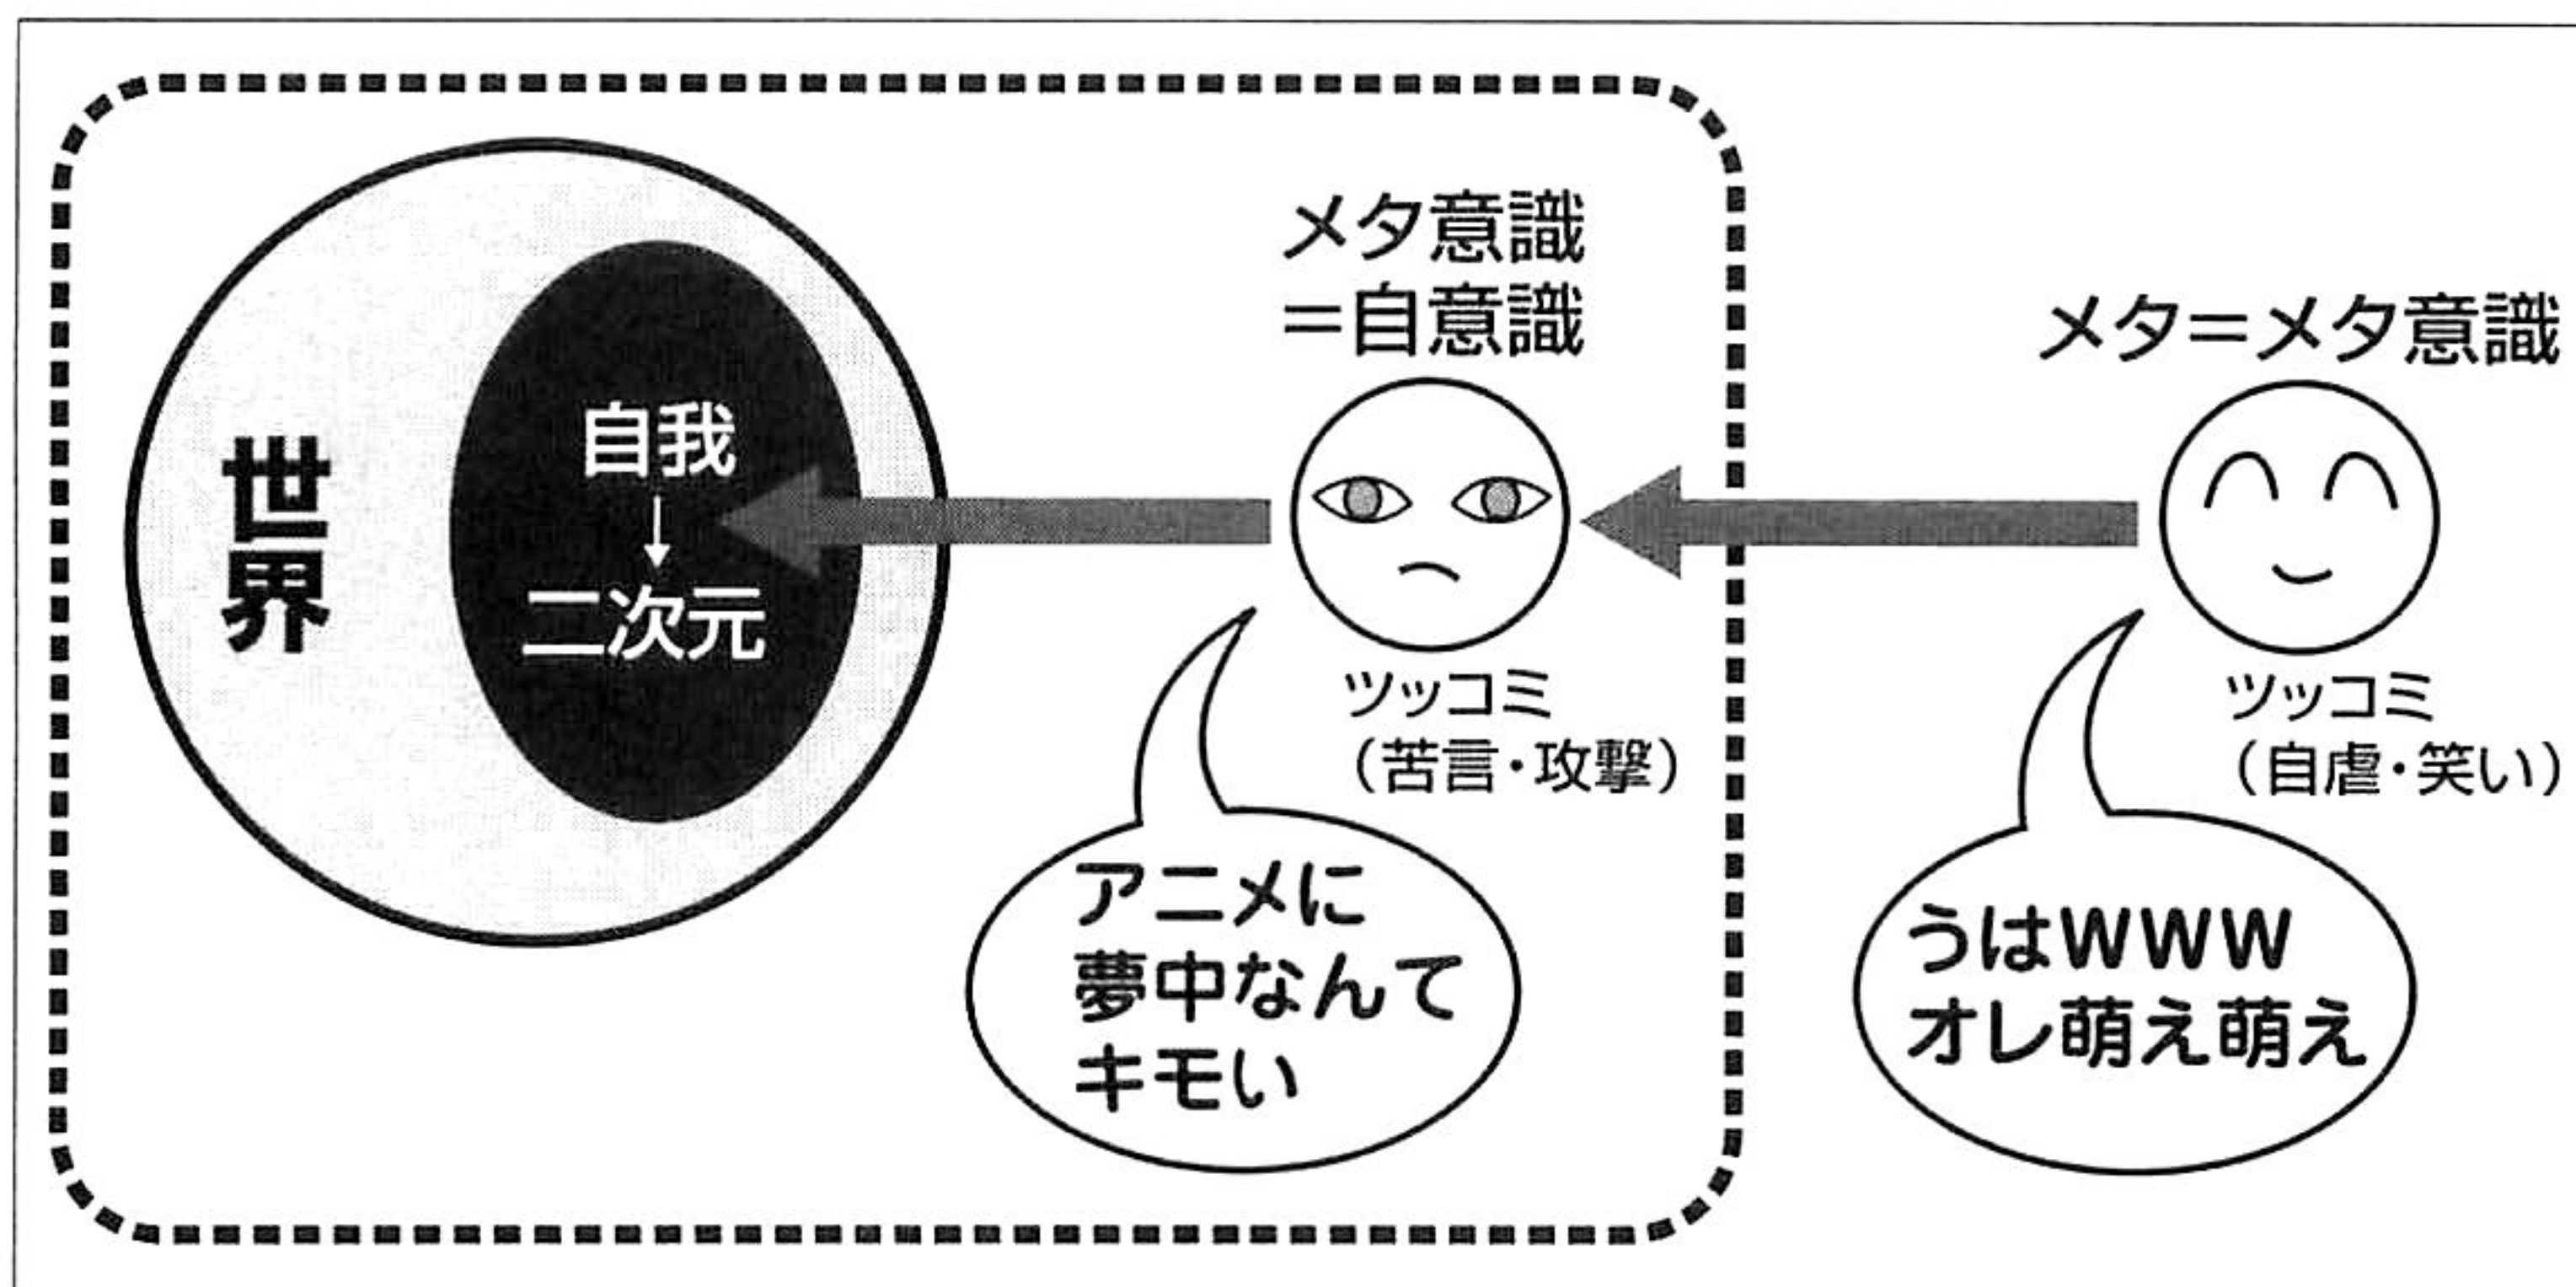 世界
自我
二次元
メタ意識
＝自意識
ツッコミ
（苦言・攻撃）
アニメに
夢中なんて
キモい
メタ＝メタ意識
ツッコミ
（自虐・笑い）
うはWWW
オレ萌え萌え